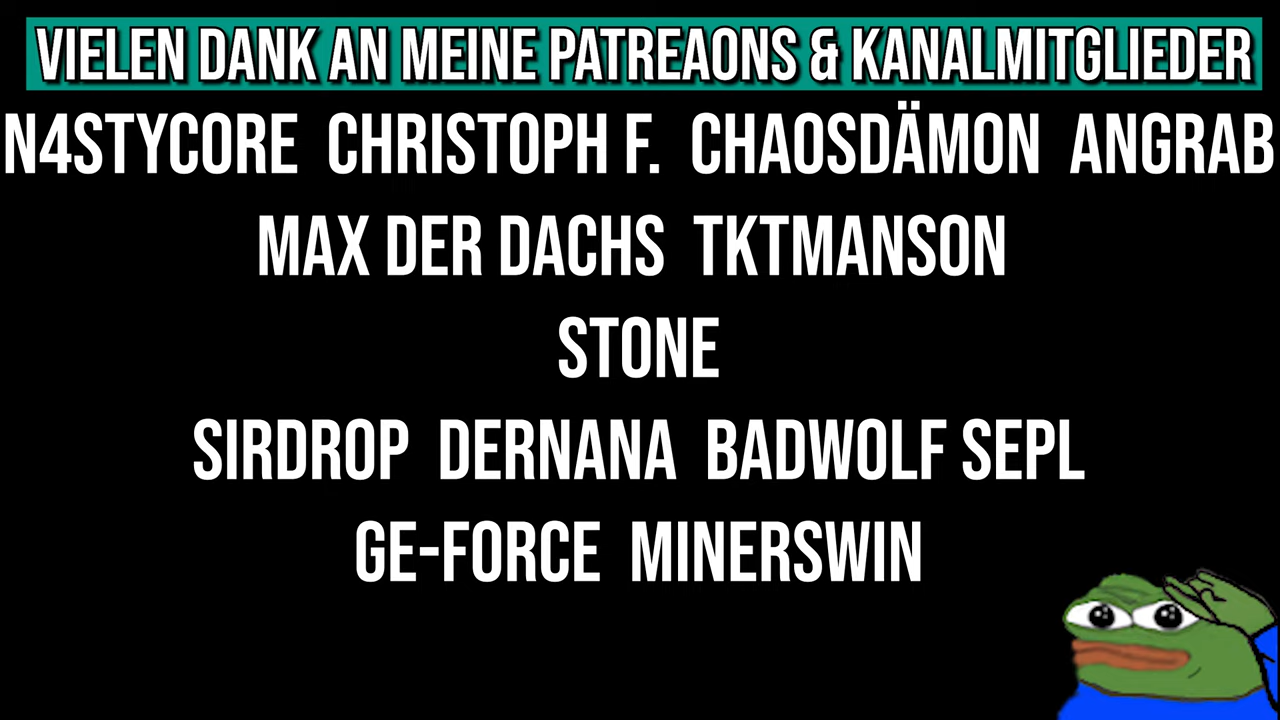 VIELEN DANK AN MEINE PATREAONS & KANALMITGLIEDER
N4STYCORE CHRISTOPH F. CHAOSDÄMON ANGRAB
MAX DER DACHS TKTMANSON
STONE
SIRDROP DERNANA BADWOLF SEPL
GE-FORCE MINERSWIN